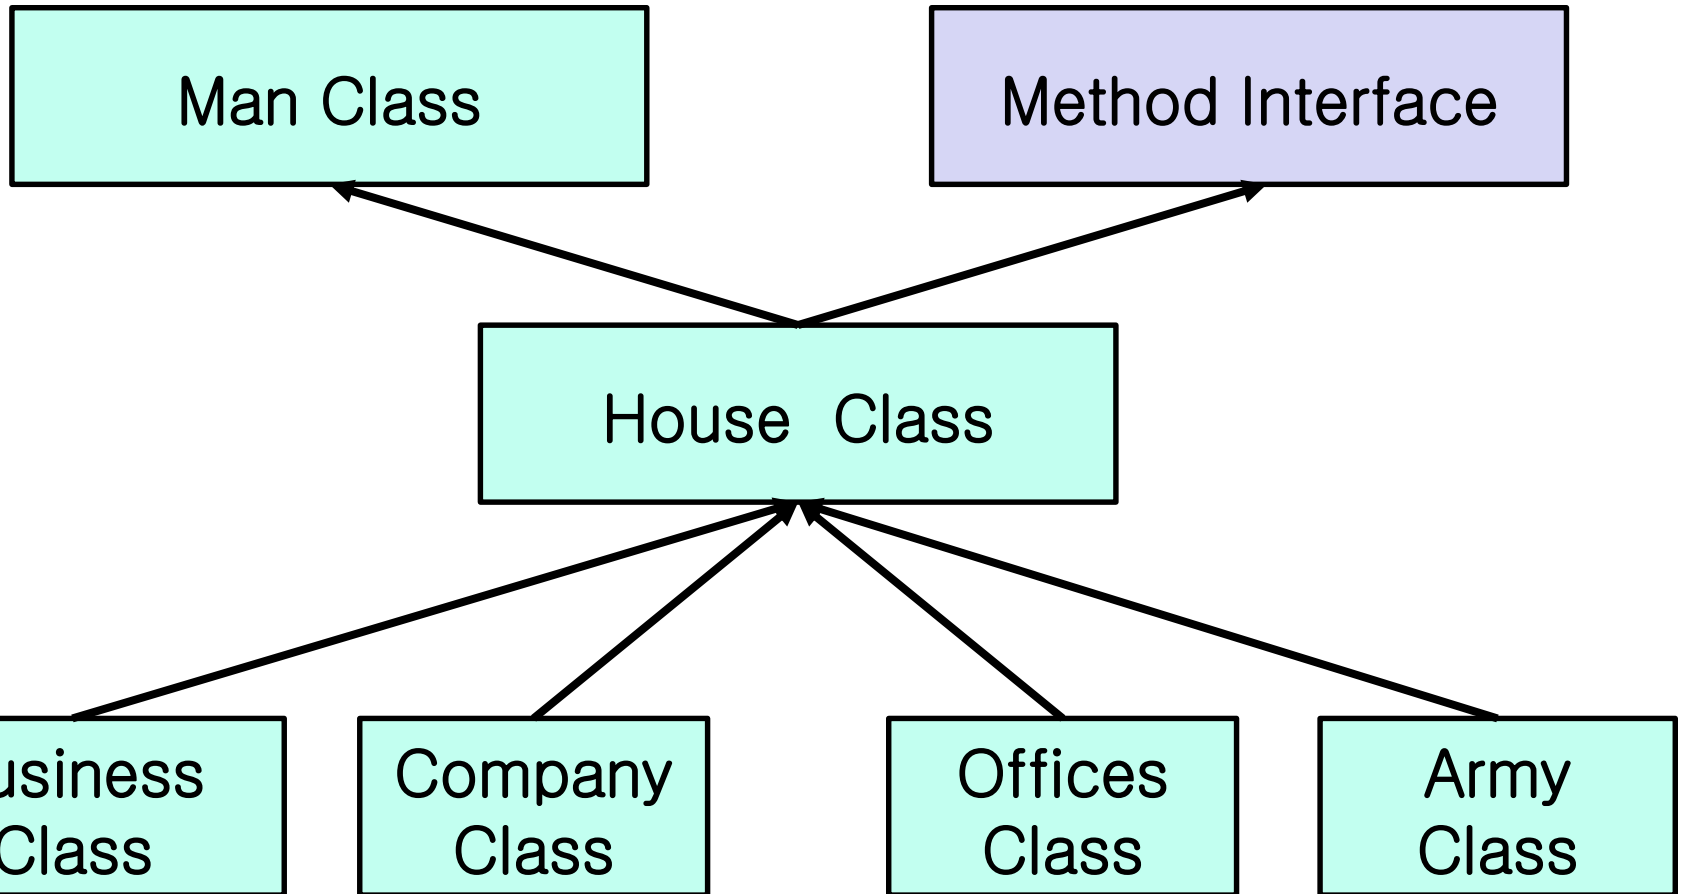 Man Class
Method Interface
House  Class
usiness
Class
Company
Class
Offices
Class
Army
Class